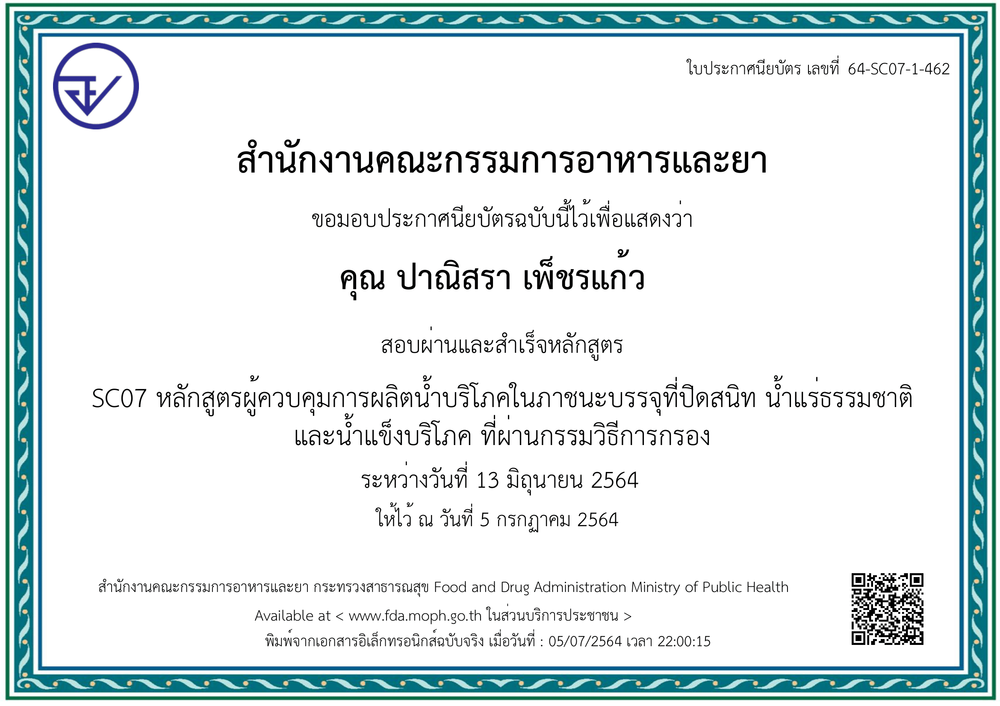 ใบประกาศนียบัตร เลขที่ 64-SC07-1-462
สำนักงานคณะกรรมการอาหารและยา
ขอมอบประกาศนียบัตรฉบับนี้ไว้เพื่อแสดงว่า
คุณ ปาณิสรา เพ็ชรแก้ว
สอบผ่านและสำเร็จหลักสูตร
SC07 หลักสูตรผู้ควบคุมการผลิตน้ำบริโภคในภาชนะบรรจุที่ปิดสนิท น้ำแร่ธรรมชาติ
และน้ำแข็งบริโภค ที่ผ่านกรรมวิธีการกรอง
ระหว่างวันที่ 13 มิถุนายน 2564
ให้ไว้ ณ วันที่ 5 กรกฎาคม 2564
สำนักงานคณะกรรมการอาหารและยา กระทรวงสาธารณสุข Food and Drug Administration Ministry of Public Health
Available at < www.fda.moph.go.th ในส่วนบริการประชาชน >
พิมพ์จากเอกสารอิเล็กทรอนิกส์ฉบับจริง เมื่อวันที่ : 05/07/2564 เวลา 22:00:15